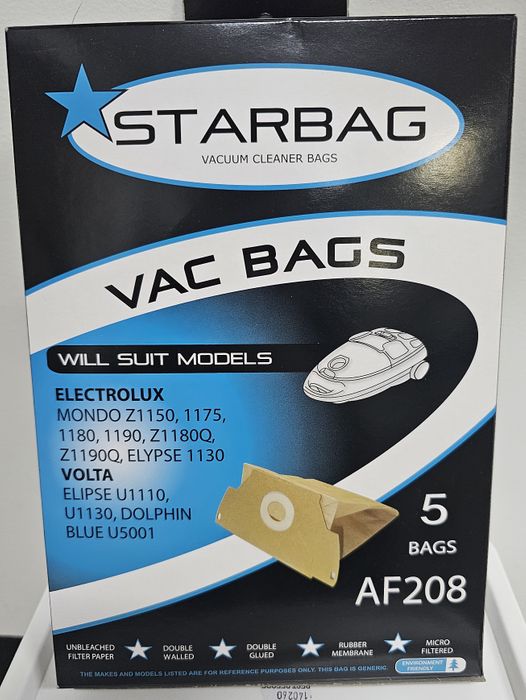 STARBAG
VACUUM CLEANER BAGS
VAC BAGS
WILL SUIT MODELS
ELECTROLUX
MONDO Z1150, 1175,
1180, 1190, Z1180Q,
Z1190Q, ELYPSE 1130
VOLTA
ELIPSE U1110,
U1130, DOLPHIN
BLUE U5001
5
BAGS
AF208
UNBLEACHED
FILTER PAPER
DOUBLE
WALLED
DOUBLE
GLUED
RUBBER
MEMBRANE
MICRO
FILTERED
THE MAKES AND MODELS LISTED ARE FOR REFERENCE PURPOSES ONLY. THIS BAG IS GENERIC.
ENVIRONMENT
FRIENDLY